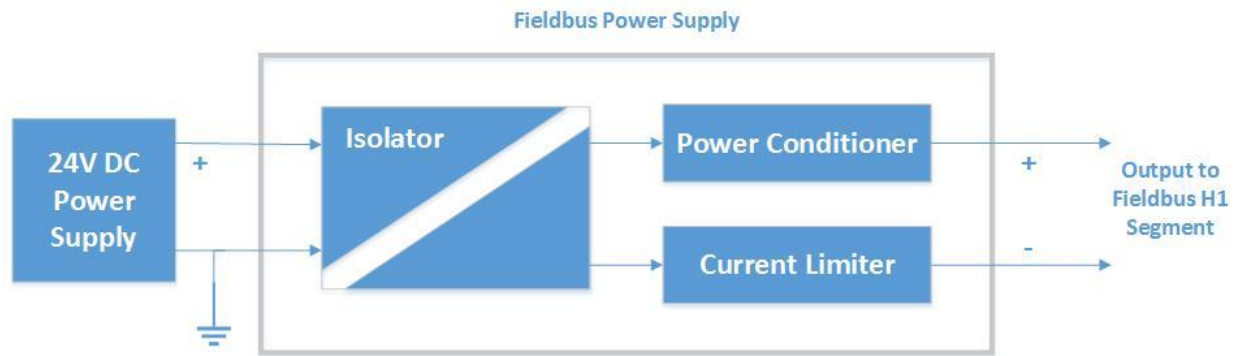 Fieldbus Power Supply
24V DC
Power
Supply
+
Isolator
Power Conditioner
+
Output to
Fieldbus H1
Segment
-
Current Limiter